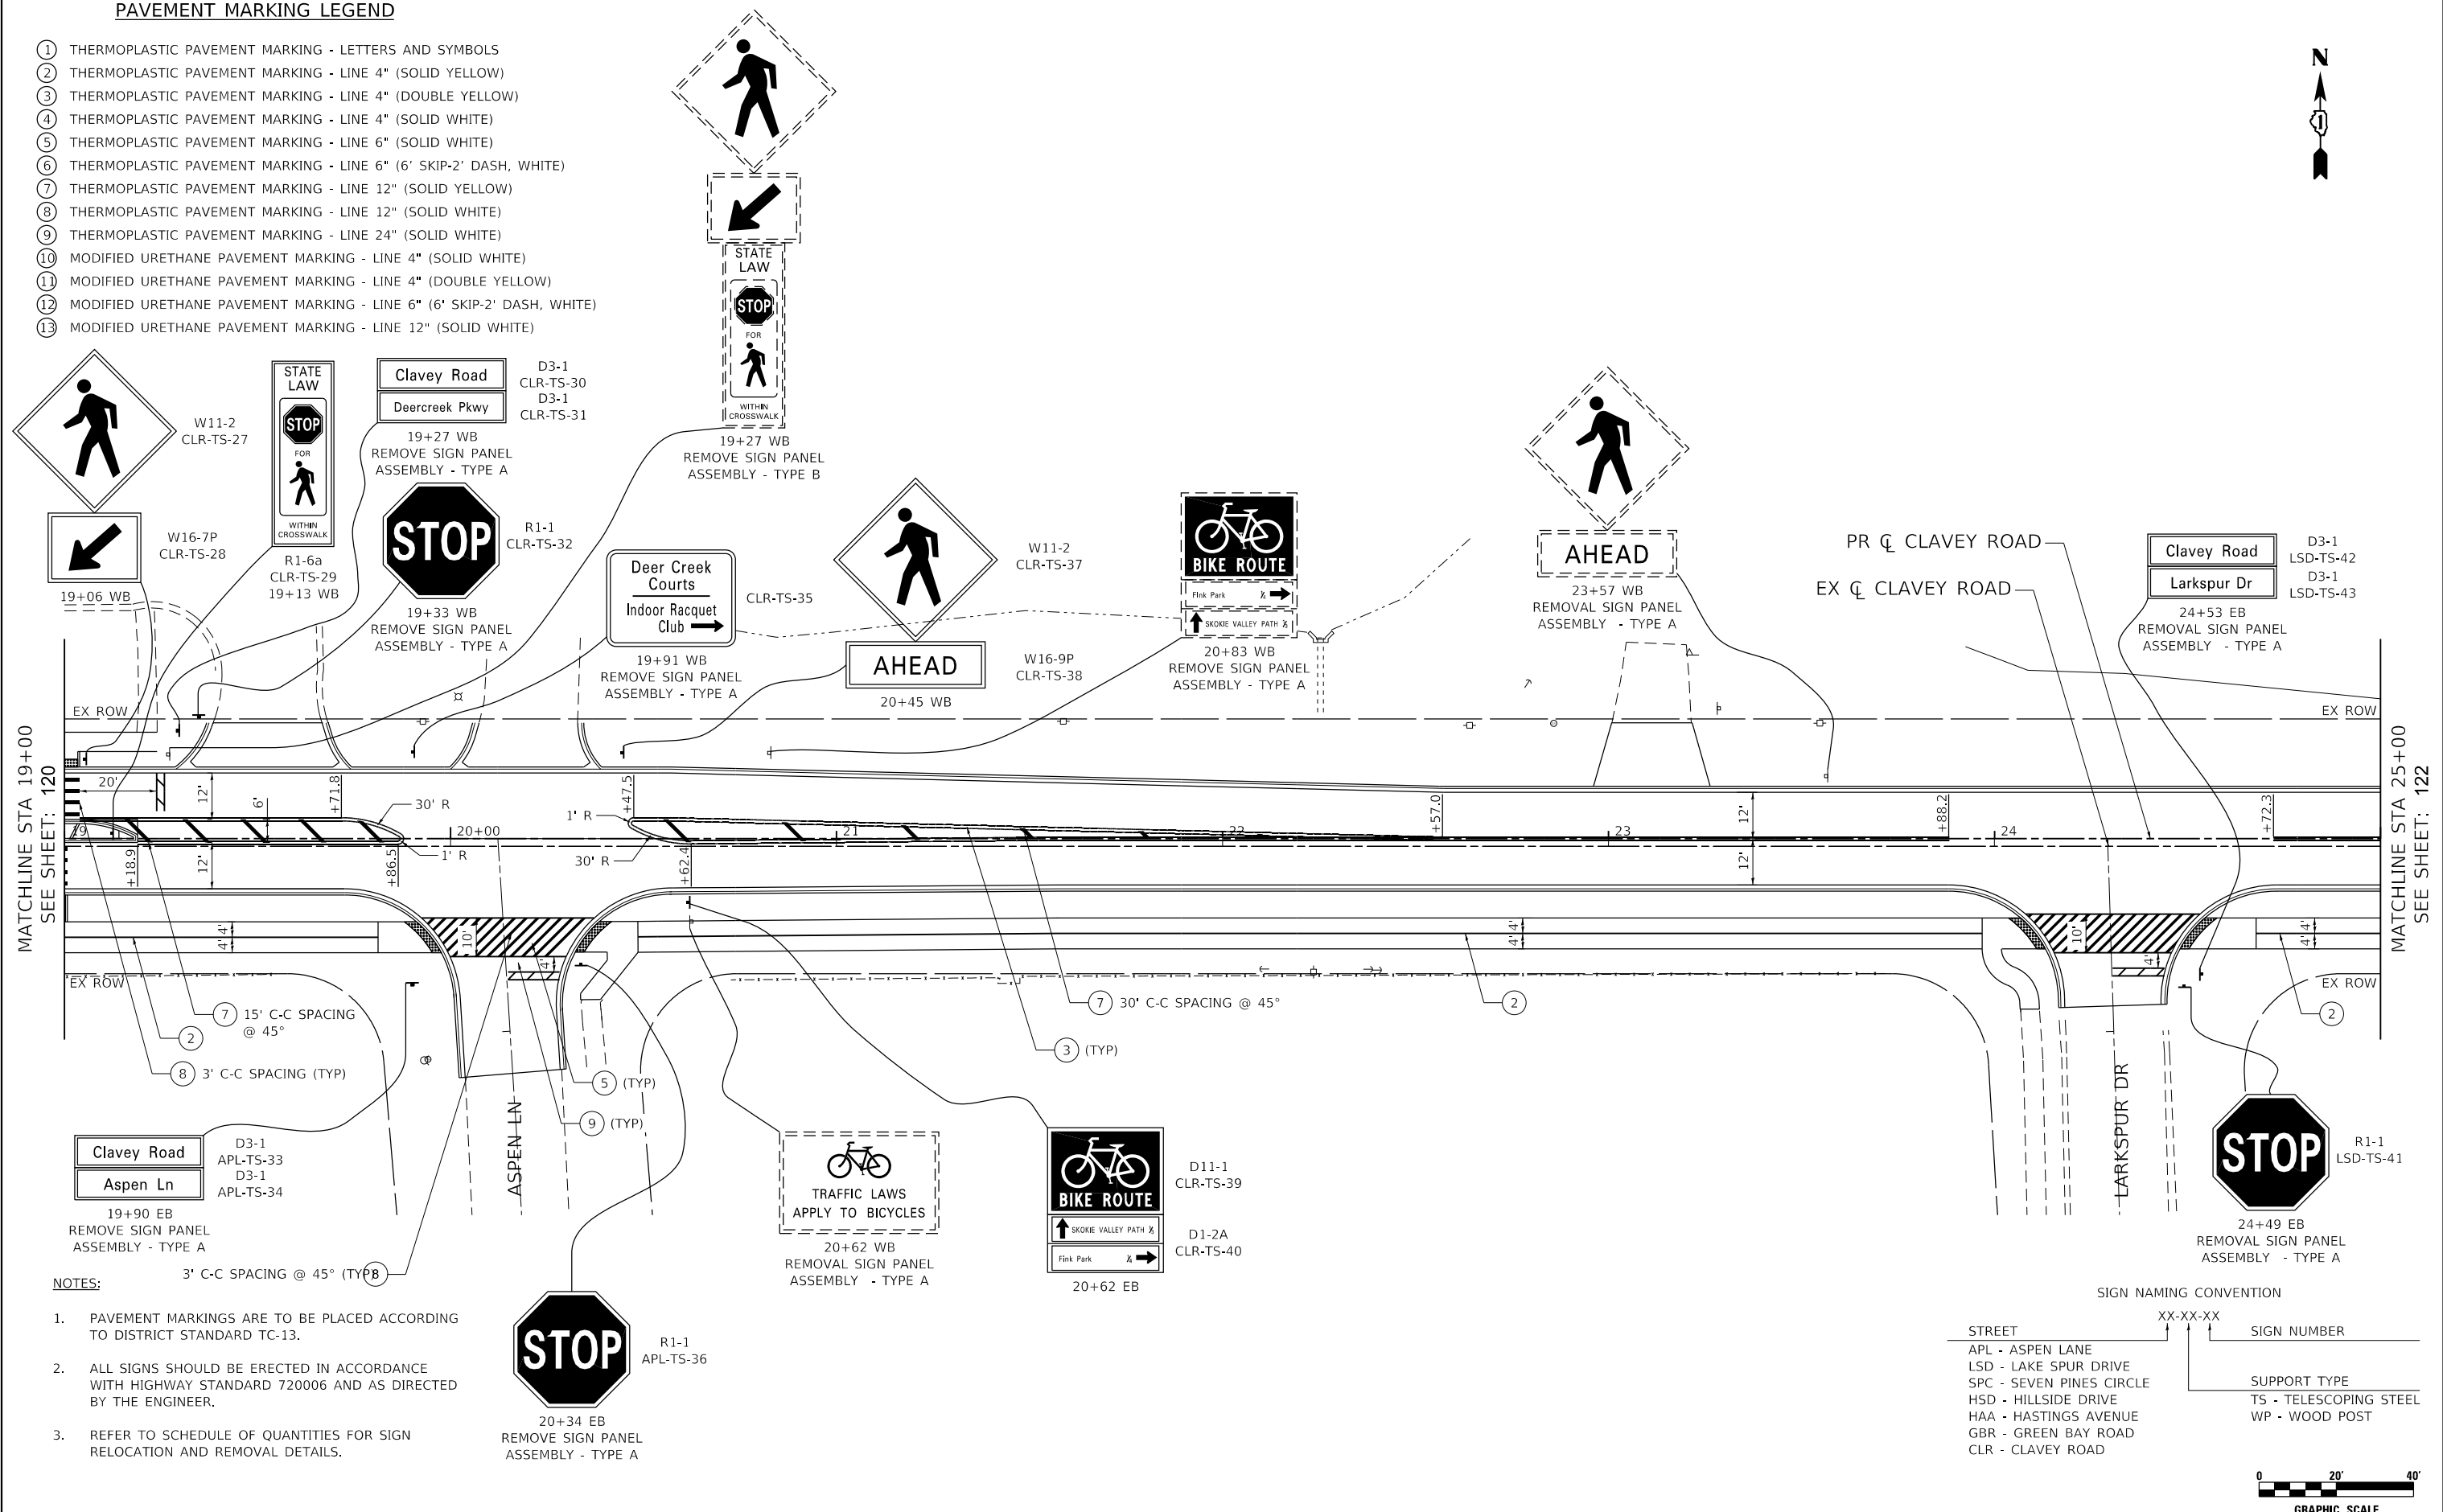 PAVEMENT MARKING LEGEND
1 THERMOPLASTIC PAVEMENT MARKING - LETTERS AND SYMBOLS
2 THERMOPLASTIC PAVEMENT MARKING - LINE 4" (SOLID YELLOW)
3 THERMOPLASTIC PAVEMENT MARKING - LINE 4" (DOUBLE YELLOW)
4 THERMOPLASTIC PAVEMENT MARKING - LINE 4" (SOLID WHITE)
5 THERMOPLASTIC PAVEMENT MARKING - LINE 6" (SOLID WHITE)
6 THERMOPLASTIC PAVEMENT MARKING - LINE 6" (6' SKIP-2' DASH, WHITE)
7 THERMOPLASTIC PAVEMENT MARKING - LINE 12" (SOLID YELLOW)
8 THERMOPLASTIC PAVEMENT MARKING - LINE 12" (SOLID WHITE)
9 THERMOPLASTIC PAVEMENT MARKING - LINE 24" (SOLID WHITE)
10 MODIFIED URETHANE PAVEMENT MARKING - LINE 4" (SOLID WHITE)
11 MODIFIED URETHANE PAVEMENT MARKING - LINE 4" (DOUBLE YELLOW)
12 MODIFIED URETHANE PAVEMENT MARKING - LINE 6" (6' SKIP-2' DASH, WHITE)
13 MODIFIED URETHANE PAVEMENT MARKING - LINE 12" (SOLID WHITE)
N
STATE
LAW
STOP
FOR
WITHIN
CROSSWALK
19+27 WB
REMOVE SIGN PANEL
ASSEMBLY - TYPE B
W11-2
CLR-TS-27
W16-7P
CLR-TS-28
19+06 WB
STATE
LAW
STOP
FOR
WITHIN
CROSSWALK
R1-6a
CLR-TS-29
19+13 WB
Clavey Road
Deercreek Pkwy
D3-1
CLR-TS-30
D3-1
CLR-TS-31
19+27 WB
REMOVE SIGN PANEL
ASSEMBLY - TYPE A
STOP
R1-1
CLR-TS-32
19+33 WB
REMOVE SIGN PANEL
ASSEMBLY - TYPE A
Deer Creek
Courts
Indoor Racquet
Club
CLR-TS-35
19+91 WB
REMOVE SIGN PANEL
ASSEMBLY - TYPE A
W11-2
CLR-TS-37
AHEAD
W16-9P
CLR-TS-38
20+45 WB
BIKE ROUTE
Fink Park
SKOKIE VALLEY PATH
20+83 WB
REMOVE SIGN PANEL
ASSEMBLY - TYPE A
AHEAD
23+57 WB
REMOVAL SIGN PANEL
ASSEMBLY - TYPE A
PR CL CLAVEY ROAD
EX CL CLAVEY ROAD
Clavey Road
Larkspur Dr
D3-1
LSD-TS-42
D3-1
LSD-TS-43
24+53 EB
REMOVAL SIGN PANEL
ASSEMBLY - TYPE A
MATCHLINE STA 19+00
SEE SHEET: 120
EX ROW
EX ROW
MATCHLINE STA 25+00
SEE SHEET: 122
20'
12'
6'
+71.8
30' R
1' R
+47.5
+57.0
12'
+88.2
+72.3
19
20+00
21
22
23
24
+18.9
12'
+86.5
1' R
30' R
+62.4
12'
4' 4'
10'
4'
4' 4'
10'
4'
4' 4'
EX ROW
EX ROW
7 15' C-C SPACING
@ 45°
2
8 3' C-C SPACING (TYP)
7 30' C-C SPACING @ 45°
2
3 (TYP)
2
5 (TYP)
9 (TYP)
ASPEN LN
LARKSPUR DR
Clavey Road
Aspen Ln
D3-1
APL-TS-33
D3-1
APL-TS-34
19+90 EB
REMOVE SIGN PANEL
ASSEMBLY - TYPE A
3' C-C SPACING @ 45° (TYP) 8
TRAFFIC LAWS
APPLY TO BICYCLES
20+62 WB
REMOVAL SIGN PANEL
ASSEMBLY - TYPE A
BIKE ROUTE
SKOKIE VALLEY PATH
Fink Park
D11-1
CLR-TS-39
D1-2A
CLR-TS-40
20+62 EB
STOP
R1-1
LSD-TS-41
24+49 EB
REMOVAL SIGN PANEL
ASSEMBLY - TYPE A
STOP
R1-1
APL-TS-36
20+34 EB
REMOVE SIGN PANEL
ASSEMBLY - TYPE A
NOTES:
1. PAVEMENT MARKINGS ARE TO BE PLACED ACCORDING
TO DISTRICT STANDARD TC-13.
2. ALL SIGNS SHOULD BE ERECTED IN ACCORDANCE
WITH HIGHWAY STANDARD 720006 AND AS DIRECTED
BY THE ENGINEER.
3. REFER TO SCHEDULE OF QUANTITIES FOR SIGN
RELOCATION AND REMOVAL DETAILS.
SIGN NAMING CONVENTION
XX-XX-XX
STREET
SIGN NUMBER
APL - ASPEN LANE
LSD - LAKE SPUR DRIVE
SPC - SEVEN PINES CIRCLE
HSD - HILLSIDE DRIVE
HAA - HASTINGS AVENUE
GBR - GREEN BAY ROAD
CLR - CLAVEY ROAD
SUPPORT TYPE
TS - TELESCOPING STEEL
WP - WOOD POST
0 20' 40'
GRAPHIC SCALE